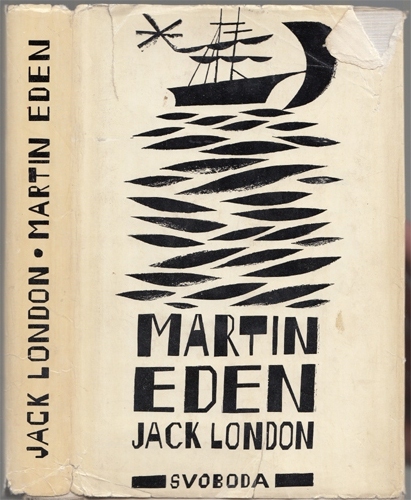 JACK LONDON • MARTIN EDEN
MARTIN
EDEN
JACK LONDON
SVOBODA